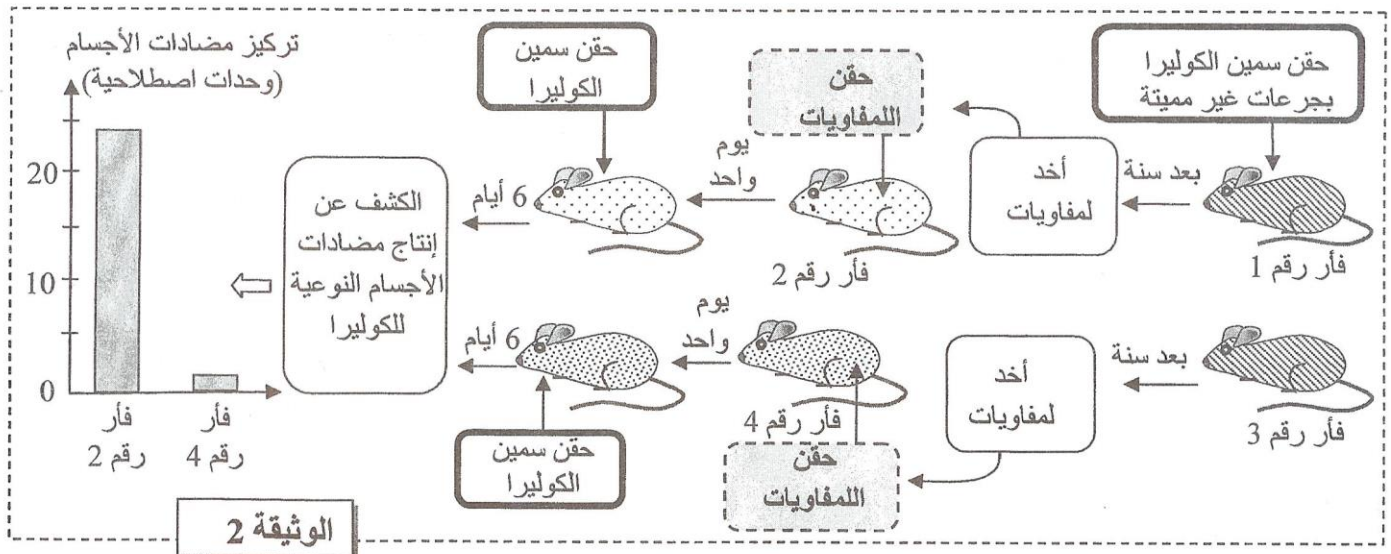 حقن سمين الكوليرا
بجرعات غير مميتة
بعد سنة
أخد
لمفاويات
حقن
اللمفاويات
يوم
واحد
حقن سمين
الكوليرا
6 أيام
فأر رقم 1
فأر رقم 2
بعد سنة
أخد
لمفاويات
حقن
اللمفاويات
يوم
واحد
حقن سمين
الكوليرا
6 أيام
فأر رقم 3
فأر رقم 4
الكشف عن
إنتاج مضادات
الأجسام النوعية
للكوليرا
تركيز مضادات الأجسام
(وحدات اصطلاحية)
20
10
0
فأر
رقم 2
فأر
رقم 4
الوثيقة 2